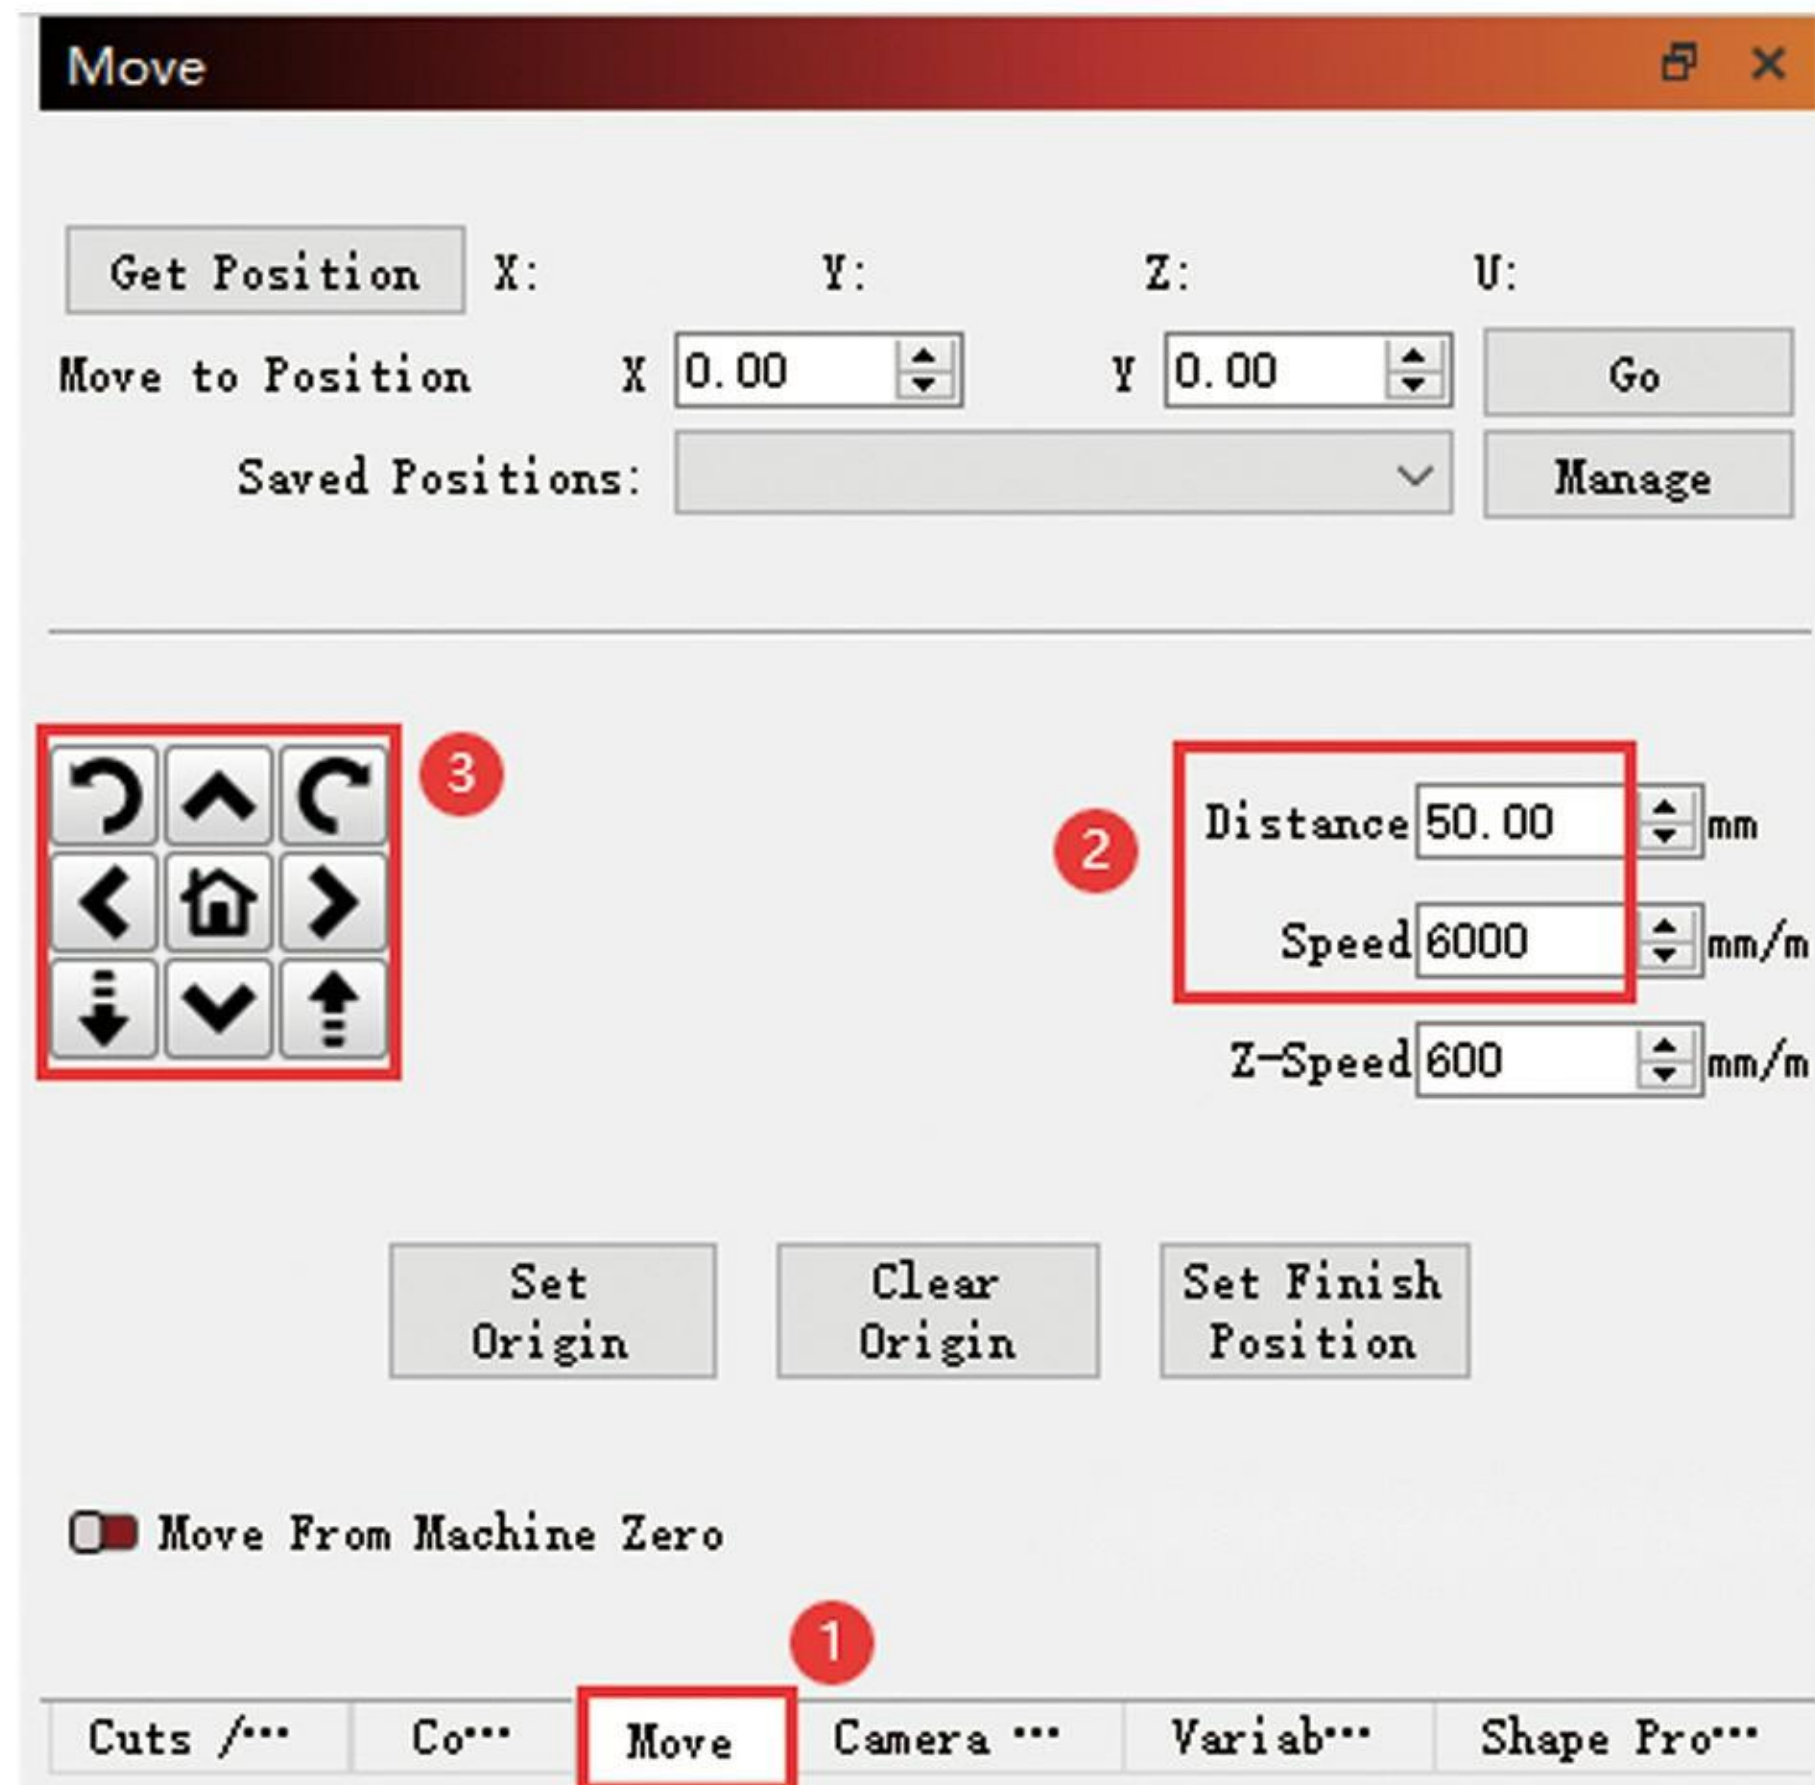 Move
Get Position X: Y: Z: U:
Move to Position X 0.00 Y 0.00 Go
Saved Positions: Manage
3
Distance 50.00 mm
2
Speed 6000 mm/m
Z-Speed 600 mm/m
Set Origin
Clear Origin
Set Finish Position
Move From Machine Zero
1
Cuts /··· Co··· Move Camera ··· Variab··· Shape Pro···